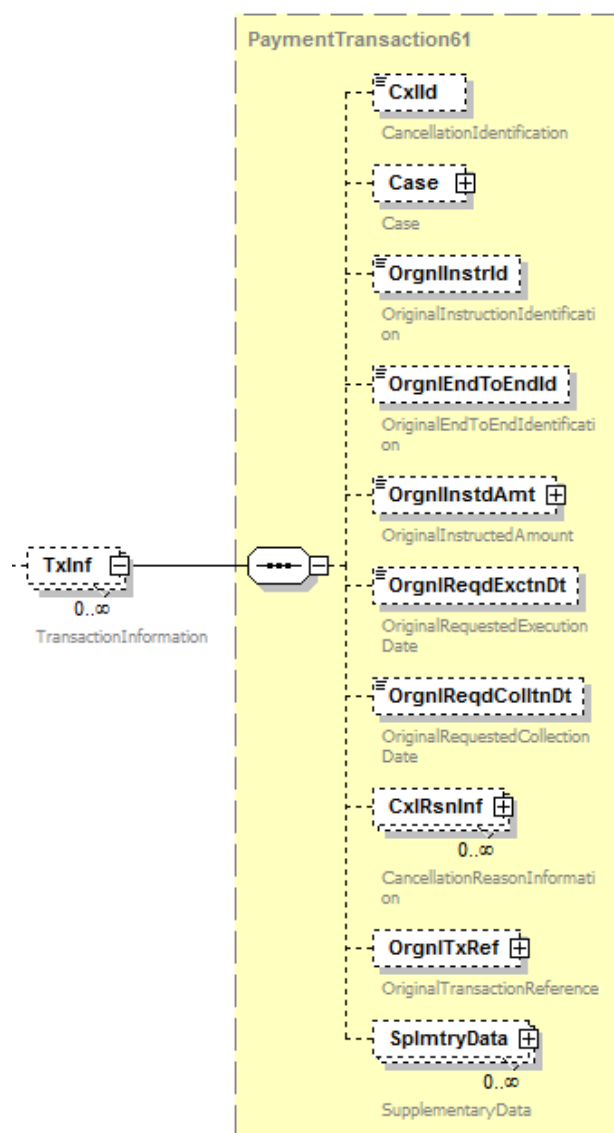 PaymentTransaction61
CxlId
CancellationIdentification
Case
Case
OrgnlInstrId
OriginalInstructionIdentificati
on
OrgnlEndToEndId
OriginalEndToEndIdentificati
on
OrgnlInstdAmt
OriginalInstructedAmount
TxInf
0..∞
TransactionInformation
OrgnlReqdExctnDt
OriginalRequestedExecution
Date
OrgnlReqdColltnDt
OriginalRequestedCollection
Date
CxlRsnInf
0..∞
CancellationReasonInformati
on
OrgnlTxRef
OriginalTransactionReference
SplmtryData
0..∞
SupplementaryData